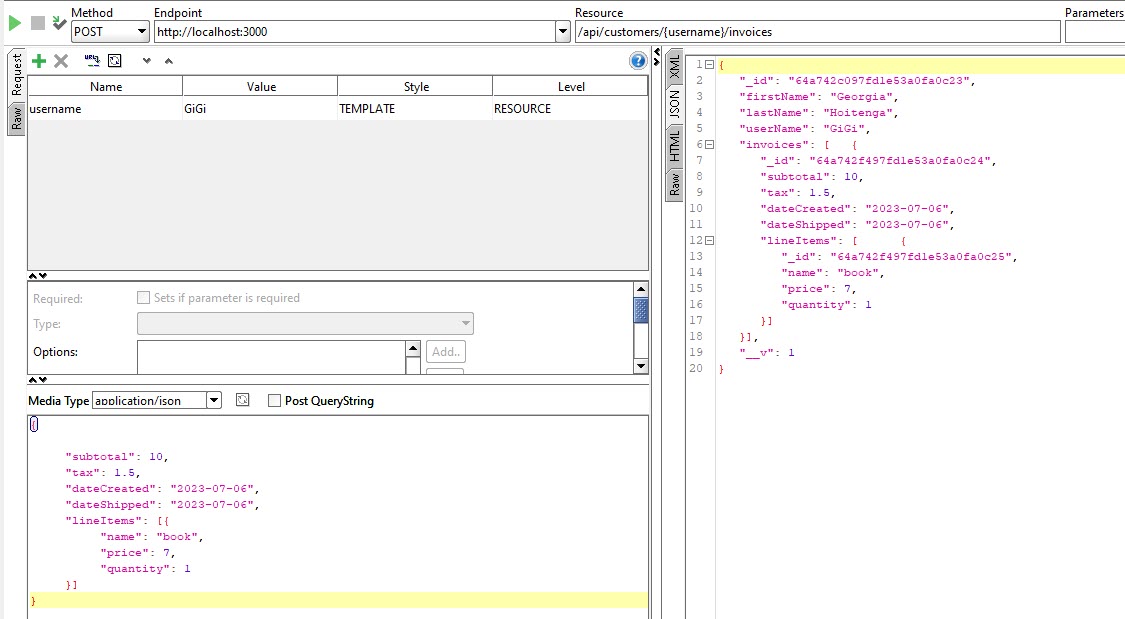 Method
Endpoint
Resource
Parameters
POST
http://localhost:3000
/api/customers/{username}/invoices
Request
Raw
URI?
?
Name Value Style Level
username GiGi TEMPLATE RESOURCE
Required: Sets if parameter is required
Type:
Options: Add..
Media Type application/json Post QueryString
{
"subtotal": 10,
"tax": 1.5,
"dateCreated": "2023-07-06",
"dateShipped": "2023-07-06",
"lineItems": [{
"name": "book",
"price": 7,
"quantity": 1
}]
}
XML
JSON
HTML
Raw
1 {
2 "_id": "64a742c097fd1e53a0fa0c23",
3 "firstName": "Georgia",
4 "lastName": "Hoitenga",
5 "userName": "GiGi",
6 "invoices": [ {
7 "_id": "64a742f497fd1e53a0fa0c24",
8 "subtotal": 10,
9 "tax": 1.5,
10 "dateCreated": "2023-07-06",
11 "dateShipped": "2023-07-06",
12 "lineItems": [ {
13 "_id": "64a742f497fd1e53a0fa0c25",
14 "name": "book",
15 "price": 7,
16 "quantity": 1
17 }]
18 }],
19 "__v": 1
20 }